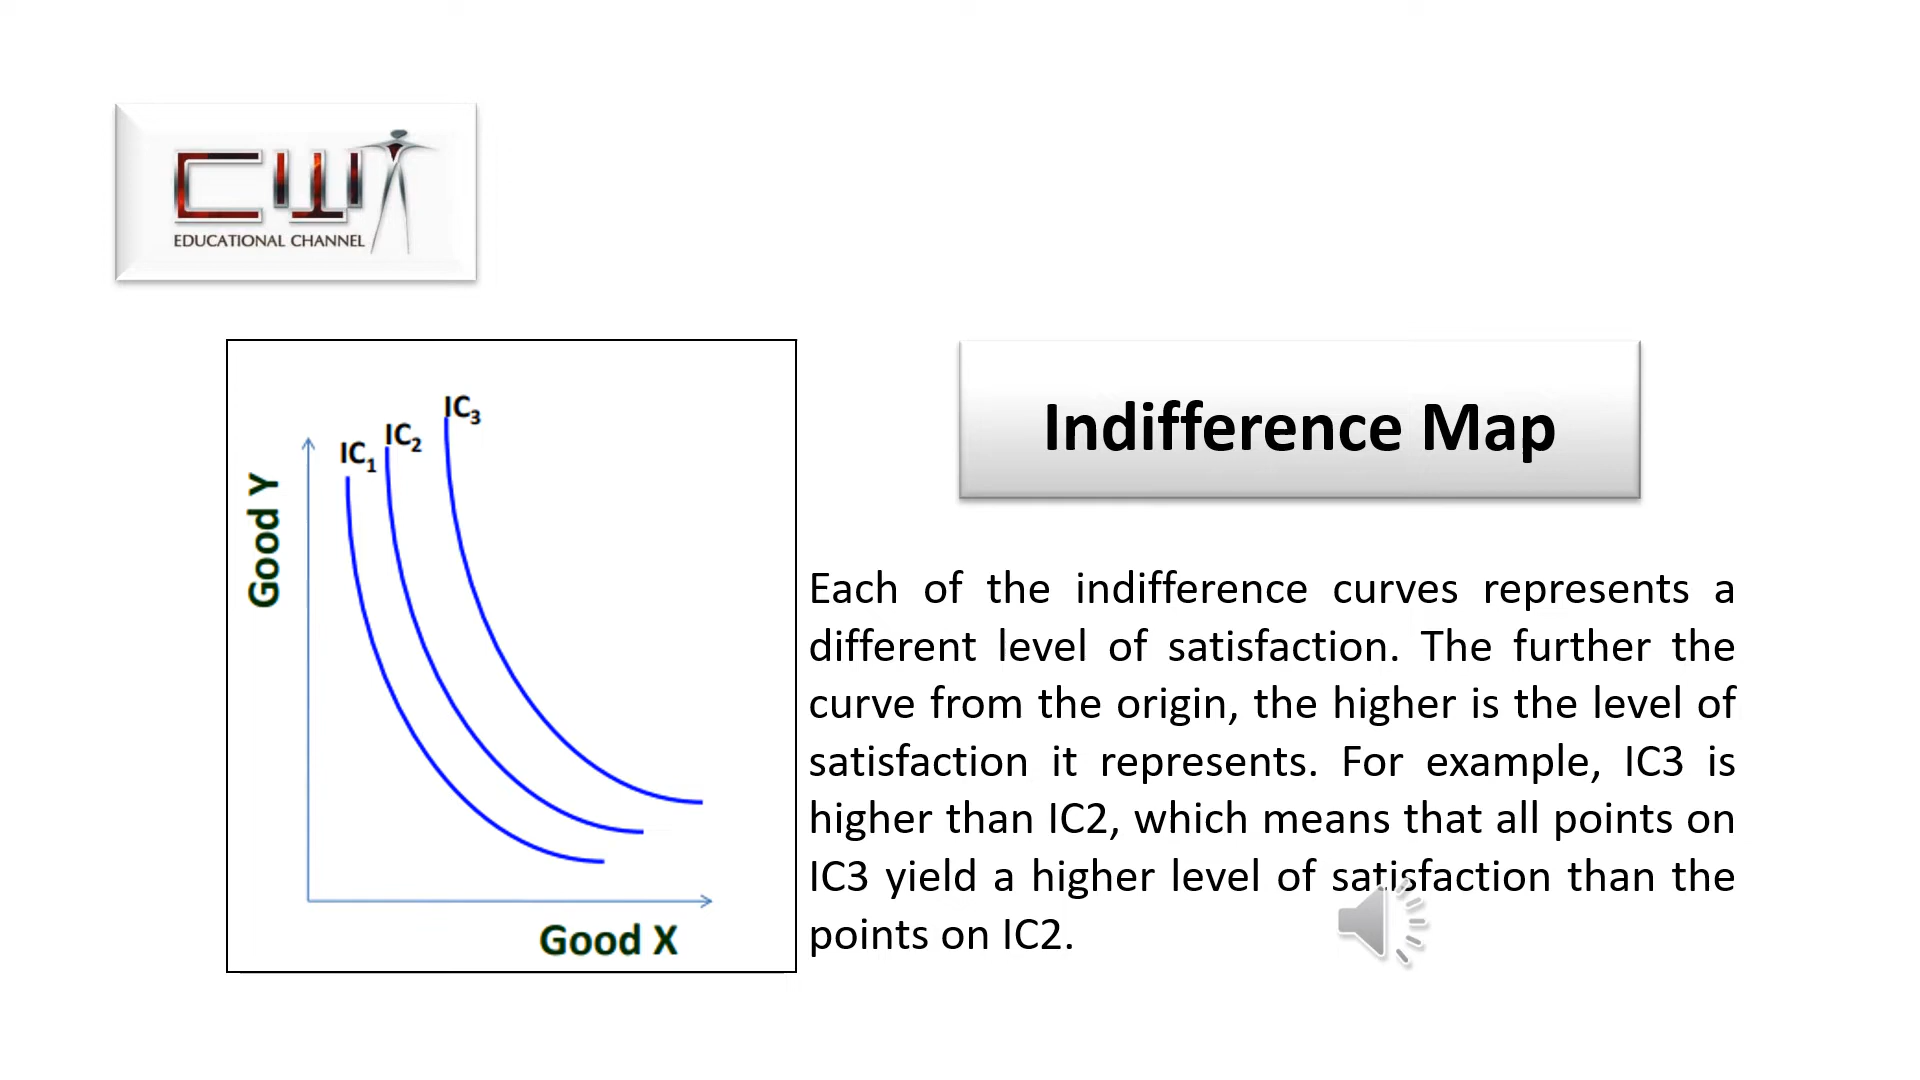 CW
EDUCATIONAL CHANNEL
IC3
IC2
IC1
Good Y
Good X
Indifference Map
Each of the indifference curves represents a
different level of satisfaction. The further the
curve from the origin, the higher is the level of
satisfaction it represents. For example, IC3 is
higher than IC2, which means that all points on
IC3 yield a higher level of satisfaction than the
points on IC2.